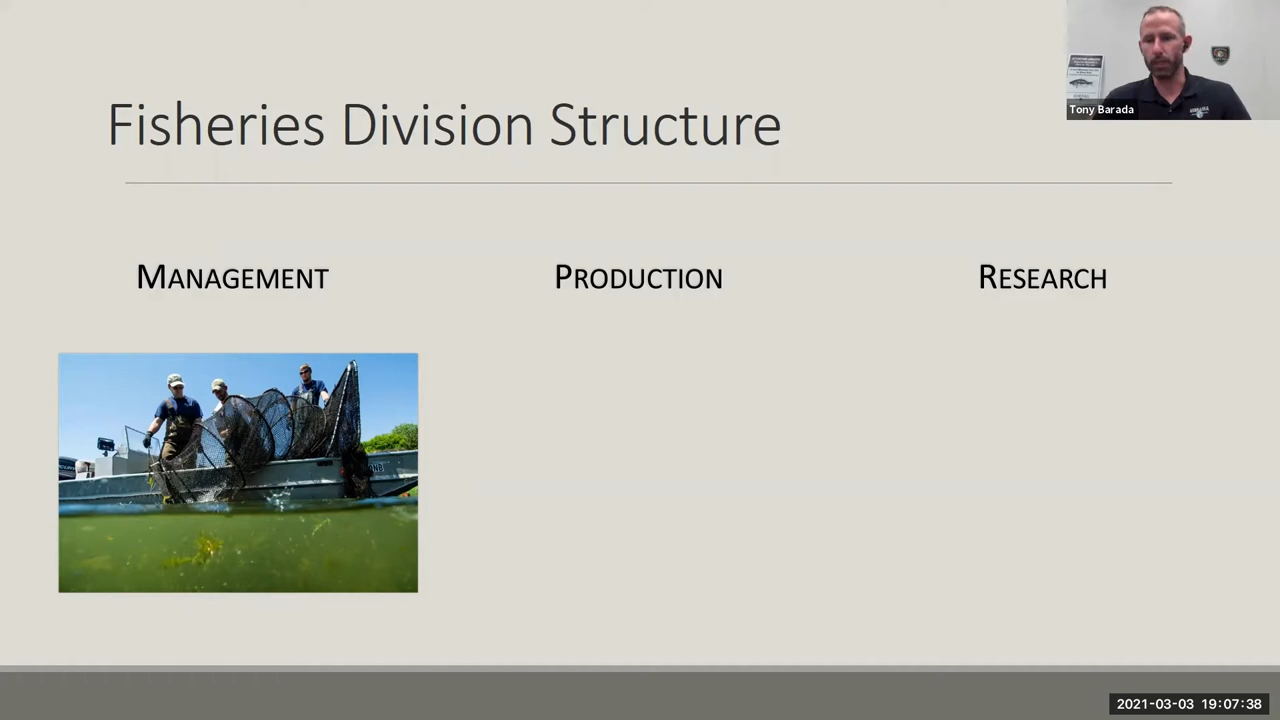 Fisheries Division Structure
Tony Barada
MANAGEMENT
PRODUCTION
RESEARCH
2021-03-03 19:07:38